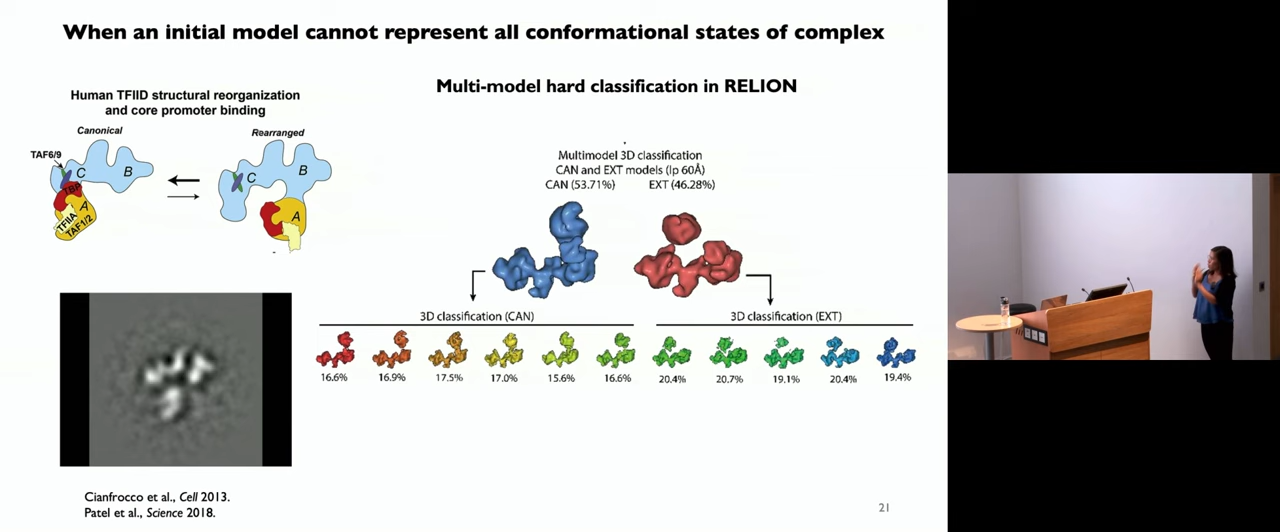 When an initial model cannot represent all conformational states of complex
Human TFIID structural reorganization
and core promoter binding
Canonical
Rearranged
TAF6/9
C
B
TBP
A
TFIIA
TAF1/2
C
B
A
Multi-model hard classification in RELION
Multimodel 3D classification
CAN and EXT models (lp 60Å)
CAN (53.71%) EXT (46.28%)
3D classification (CAN)
3D classification (EXT)
16.6% 16.9% 17.5% 17.0% 15.6% 16.6% 20.4% 20.7% 19.1% 20.4% 19.4%
Cianfrocco et al., Cell 2013.
Patel et al., Science 2018.
21